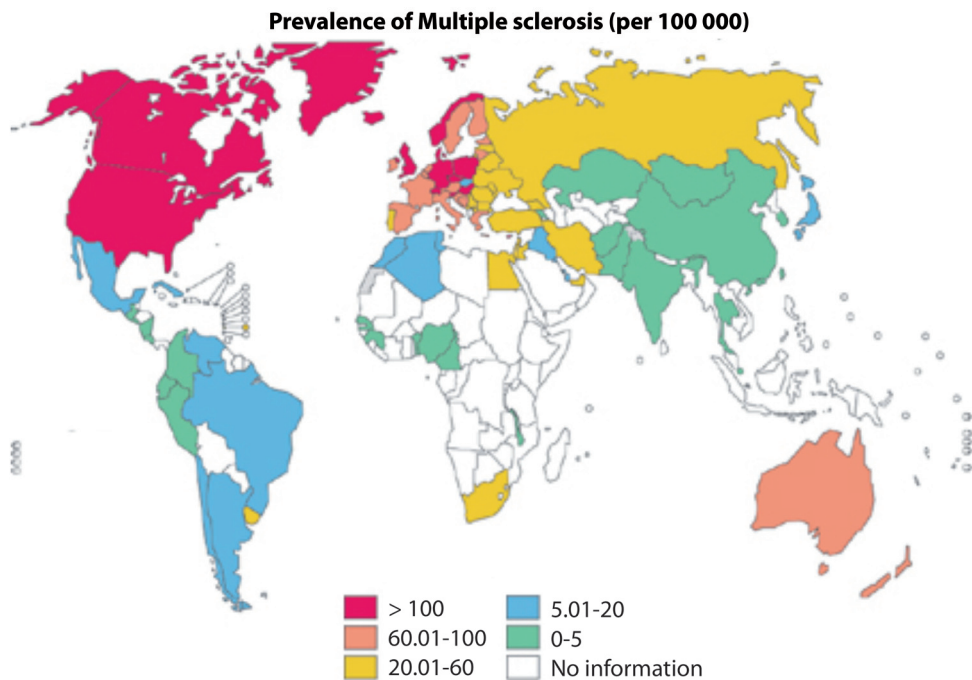 Prevalence of Multiple sclerosis (per 100 000)
> 100
60.01-100
20.01-60
5.01-20
0-5
No information